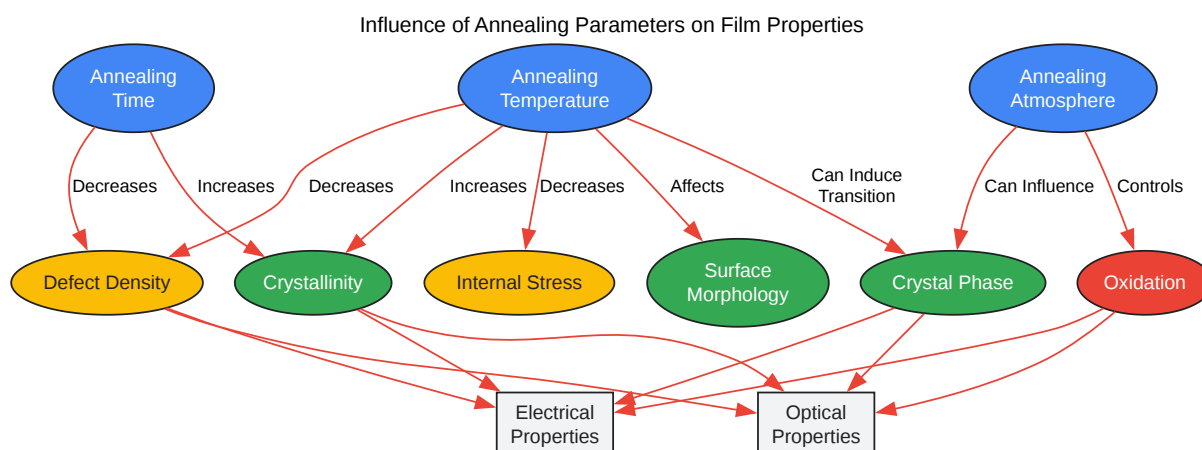 Influence of Annealing Parameters on Film Properties
Annealing
Time
Annealing
Temperature
Annealing
Atmosphere
Decreases
Increases
Decreases
Increases
Decreases
Affects
Can Induce
Transition
Can Influence
Controls
Defect Density
Crystallinity
Internal Stress
Surface
Morphology
Crystal Phase
Oxidation
Electrical
Properties
Optical
Properties